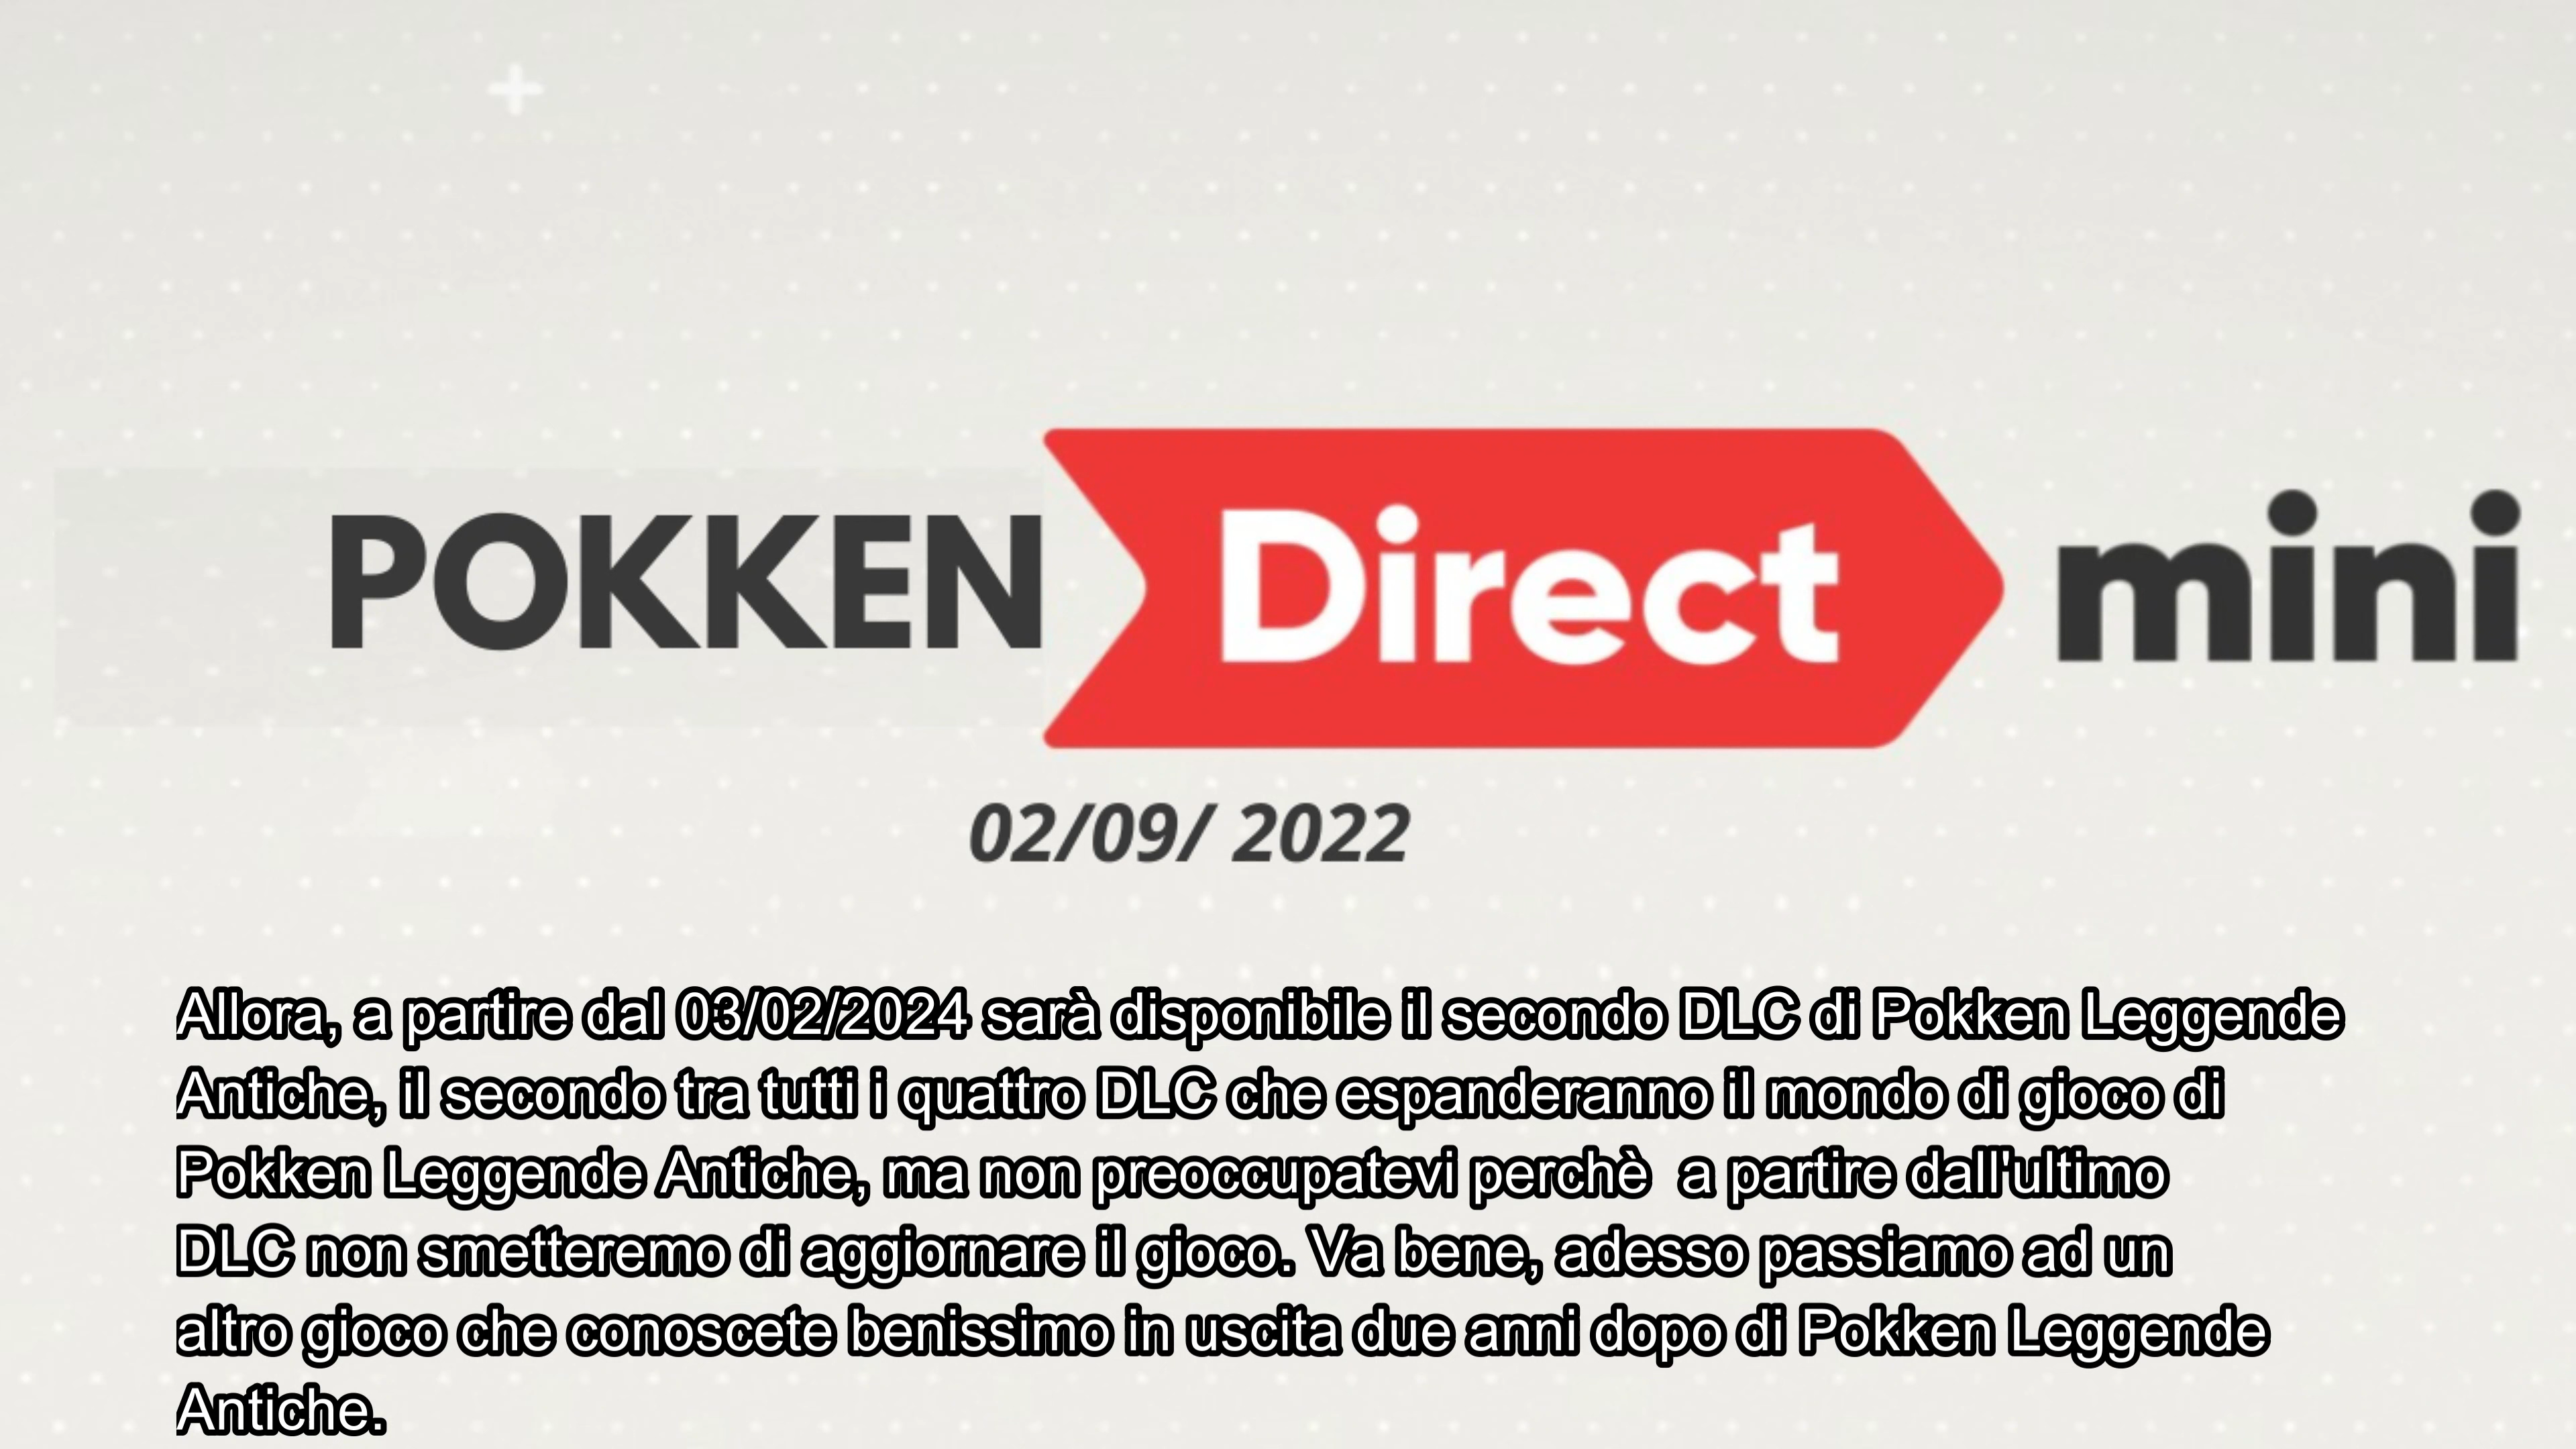 POKKEN Direct mini
02/09/ 2022
Allora, a partire dal 03/02/2024 sarà disponibile il secondo DLC di Pokken Leggende
Antiche, il secondo tra tutti i quattro DLC che espanderanno il mondo di gioco di
Pokken Leggende Antiche, ma non preoccupatevi perchè  a partire dall'ultimo
DLC non smetteremo di aggiornare il gioco. Va bene, adesso passiamo ad un
altro gioco che conoscete benissimo in uscita due anni dopo di Pokken Leggende
Antiche.